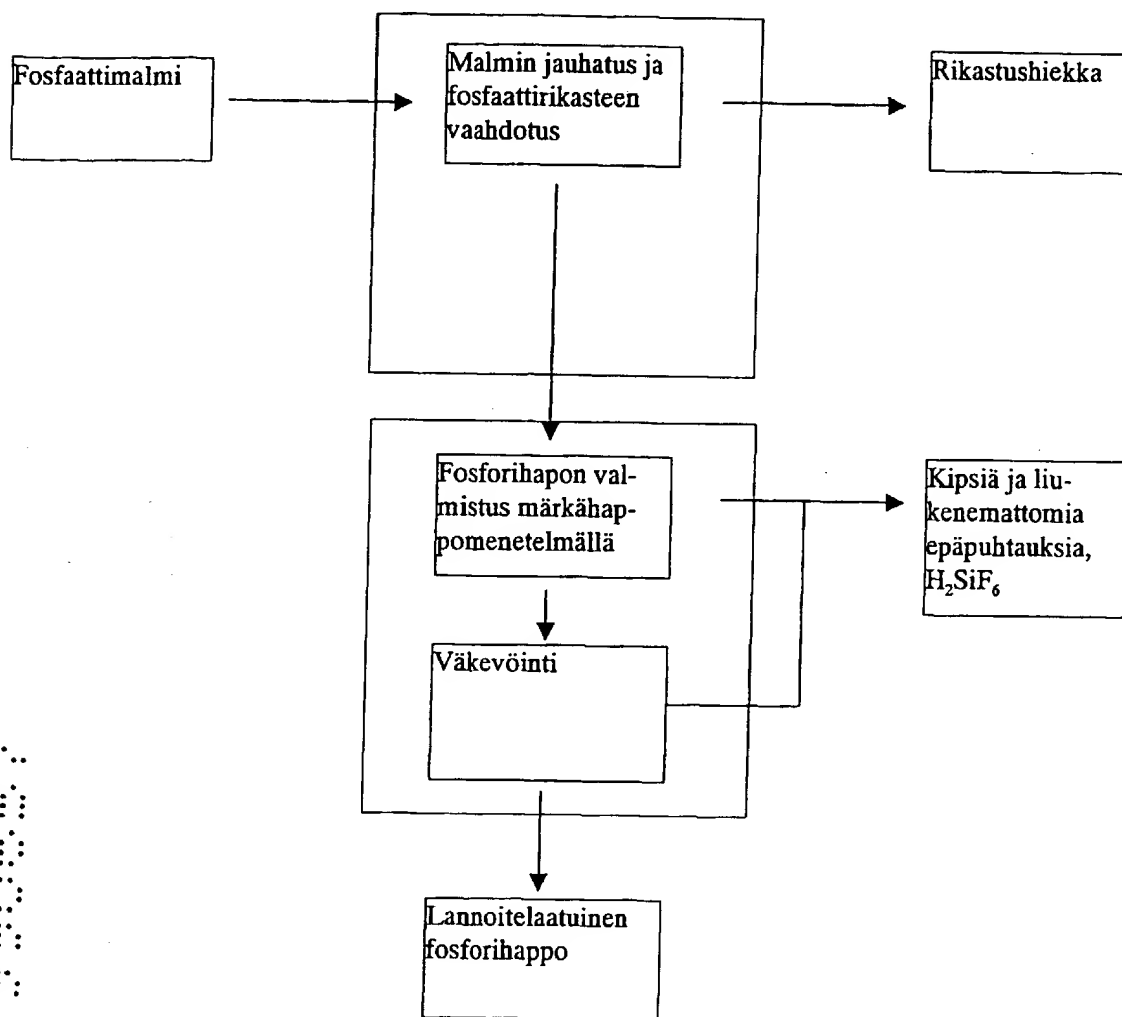 Fosfaattimalmi
Malmin jauhatus ja
fosfaattirikasteen
vaahdotus
Rikastushiekka
Fosforihapon val-
mistus märkähap-
pomenetelmällä
Kipsiä ja liu-
kenemattomia
epäpuhtauksia,
H₂SiF₆
Väkevöinti
Lannoitelaatuinen
fosforihappo